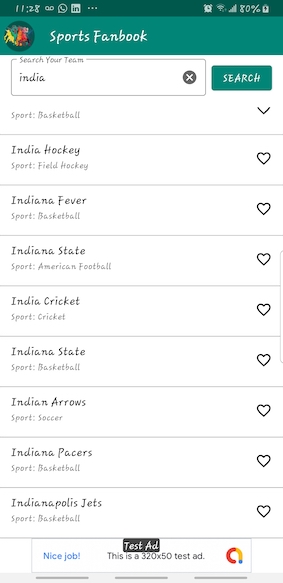 11:28
80%
Sports Fanbook
Search Your Team
india
SEARCH
Sport: Basketball
India Hockey
Sport: Field Hockey
Indiana Fever
Sport: Basketball
Indiana State
Sport: American Football
India Cricket
Sport: Cricket
Indiana State
Sport: Basketball
Indian Arrows
Sport: Soccer
Indiana Pacers
Sport: Basketball
Indianapolis Jets
Sport: Basketball
Test Ad
Nice job!
This is a 320x50 test ad.